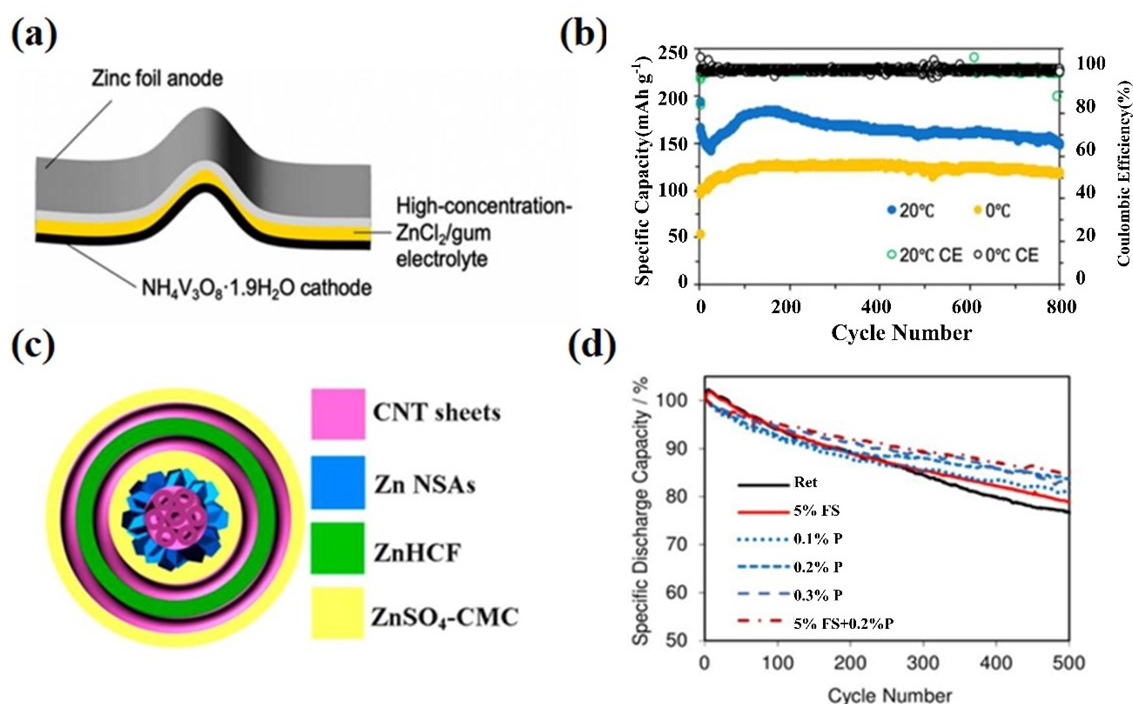 (a)
Zinc foil anode
High-concentration-
ZnCl₂/gum
electrolyte
NH₄V₃O₈·1.9H₂O cathode
(b)
Specific Capacity(mAh g⁻¹)
250
200
150
100
50
0
100
80
60
40
20
0
Coulombic Efficiency(%)
20℃
0℃
20℃ CE
0℃ CE
0
200
400
600
800
Cycle Number
(c)
CNT sheets
Zn NSAs
ZnHCF
ZnSO₄-CMC
(d)
Specific Discharge Capacity / %
100
90
80
70
60
50
Ret
5% FS
0.1% P
0.2% P
0.3% P
5% FS+0.2%P
0
100
200
300
400
500
Cycle Number